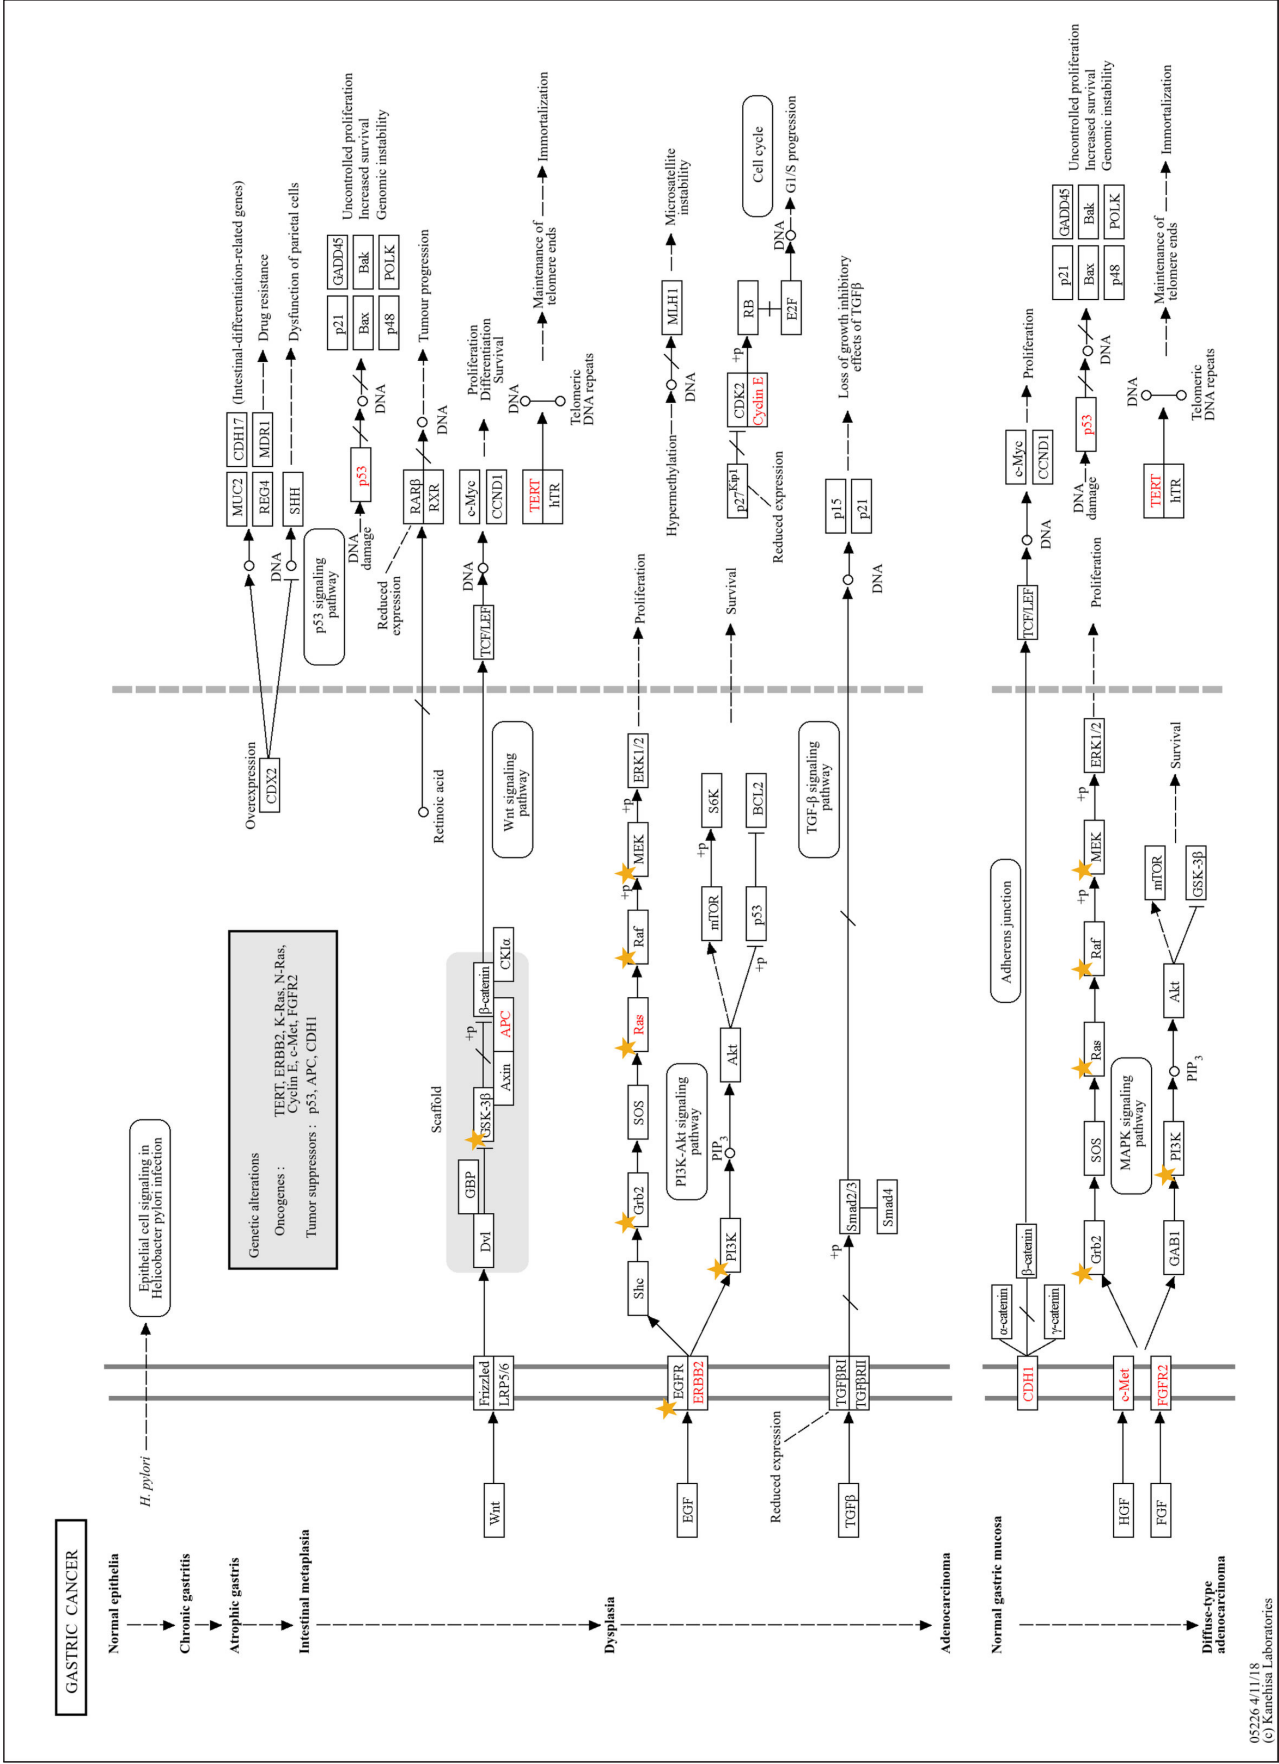 GASTRIC CANCER
Normal epithelia
Chronic gastritis
Atrophic gastris
Intestinal metaplasia
Dysplasia
Adenocarcinoma
H. pylori
Epithelial cell signaling in
Helicobacter pylori infection
Genetic alterations
Oncogenes :
TERT, ERBB2, K-Ras, N-Ras,
Cyclin E, c-Met, FGFR2
Tumor suppressors : p53, APC, CDH1
Overexpression
CDX2
DNA
MUC2
CDH17
(Intestinal-differentiation-related genes)
REG4
MDR1
Drug resistance
SHH
Dysfunction of parietal cells
p53 signaling
pathway
DNA
damage
p53
DNA
p21
GADD45
Bax
Bak
p48
POLK
Uncontrolled proliferation
Increased survival
Genomic instability
Retinoic acid
Reduced
expression
RARβ
RXR
DNA
Tumour progression
Wnt
Frizzled
LRP5/6
Scaffold
Dvl
GBP
GSK-3β
Axin
APC
+p
β-catenin
CKIα
Wnt signaling
pathway
TCF/LEF
DNA
c-Myc
CCND1
Proliferation
Differentiation
Survival
TERT
hTR
DNA
Telomeric
DNA repeats
Maintenance of
telomere ends
Immortalization
EGF
EGFR
ERBB2
Shc
Grb2
SOS
Ras
Raf
+p
MEK
+p
ERK1/2
Proliferation
Hypermethylation
DNA
MLH1
Microsatellite
instability
PI3K-Akt signaling
pathway
PI3K
PIP3
Akt
mTOR
+p
S6K
+p
p53
BCL2
Survival
p27Kip1
Reduced expression
CDK2
Cyclin E
+p
RB
E2F
DNA
Cell cycle
G1/S progression
Reduced expression
TGFβ
TGFβRI
TGFβRII
+p
Smad2/3
Smad4
TGF-β signaling
pathway
DNA
p15
p21
Loss of growth inhibitory
effects of TGFβ
Normal gastric mucosa
Diffuse-type
adenocarcinoma
CDH1
α-catenin
β-catenin
γ-catenin
Adherens junction
TCF/LEF
DNA
c-Myc
CCND1
Proliferation
HGF
c-Met
FGF
FGFR2
Grb2
SOS
Ras
Raf
+p
MEK
+p
ERK1/2
Proliferation
MAPK signaling
pathway
GAB1
PI3K
PIP3
Akt
mTOR
GSK-3β
Survival
DNA
damage
p53
DNA
p21
GADD45
Bax
Bak
p48
POLK
Uncontrolled proliferation
Increased survival
Genomic instability
TERT
hTR
DNA
Telomeric
DNA repeats
Maintenance of
telomere ends
Immortalization
05226 4/11/18
(c) Kanehisa Laboratories